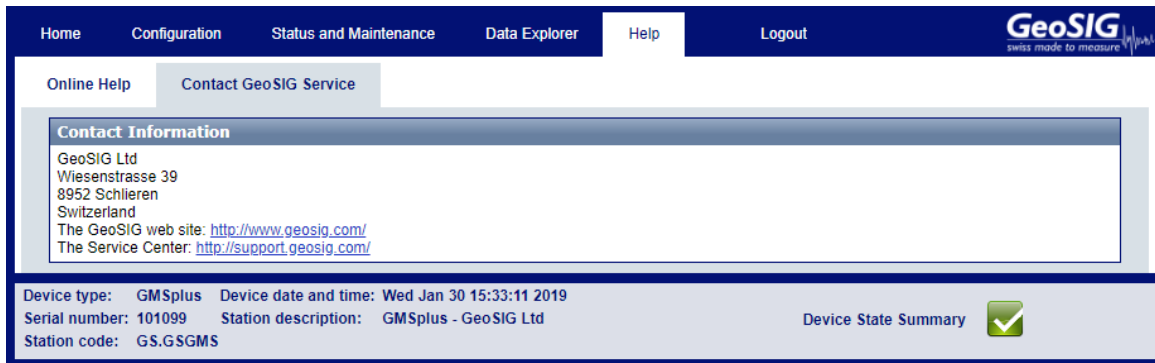 Home Configuration Status and Maintenance Data Explorer Help Logout GeoSIG
swiss made to measure
Online Help Contact GeoSIG Service
Contact Information
GeoSIG Ltd
Wiesenstrasse 39
8952 Schlieren
Switzerland
The GeoSIG web site: http://www.geosig.com/
The Service Center: http://support.geosig.com/
Device type: GMSplus Device date and time: Wed Jan 30 15:33:11 2019
Serial number: 101099 Station description: GMSplus - GeoSIG Ltd Device State Summary
Station code: GS.GSGMS